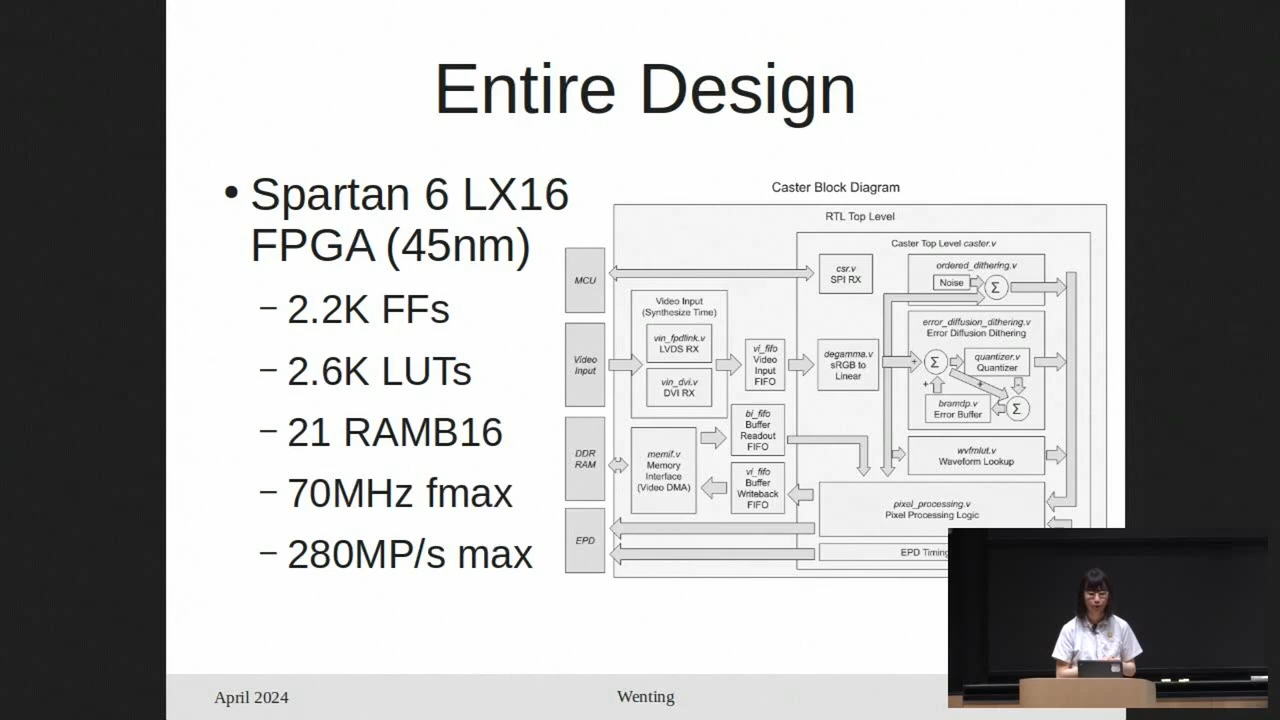 Entire Design
• Spartan 6 LX16
FPGA (45nm)
– 2.2K FFs
– 2.6K LUTs
– 21 RAMB16
– 70MHz fmax
– 280MP/s max
Caster Block Diagram
RTL Top Level
Caster Top Level caster.v
MCU
Video
Input
DDR
RAM
EPD
Video Input
(Synthesize Time)
vin_fpdlink.v
LVDS RX
vin_dvi.v
DVI RX
memif.v
Memory
Interface
(Video DMA)
vi_fifo
Video
Input
FIFO
bi_fifo
Buffer
Readout
FIFO
vi_fifo
Buffer
Writeback
FIFO
csr.v
SPI RX
degamma.v
sRGB to
Linear
ordered_dithering.v
Noise
Σ
error_diffusion_dithering.v
Error Diffusion Dithering
+
Σ
quantizer.v
Quantizer
+
-
+
bramdp.v
Error Buffer
Σ
wvfmlut.v
Waveform Lookup
pixel_processing.v
Pixel Processing Logic
EPD Timing
April 2024
Wenting